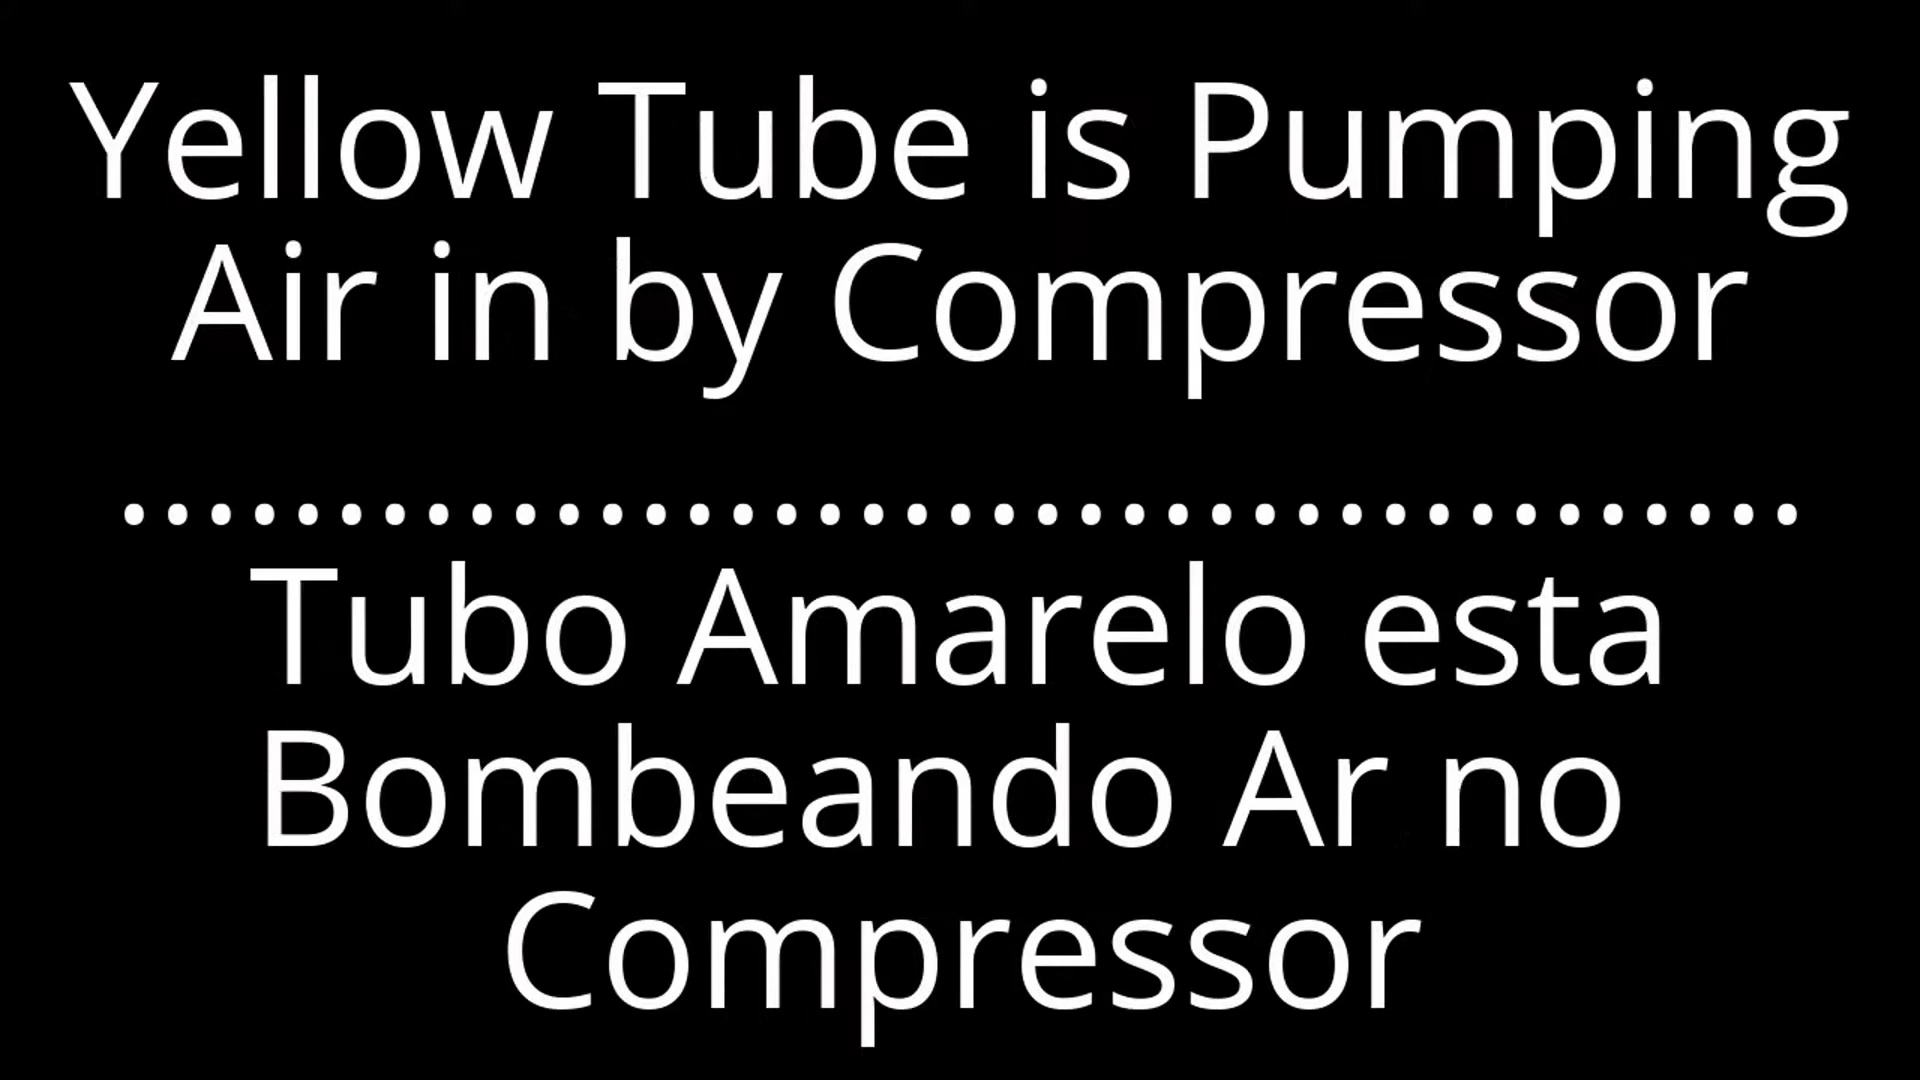 Yellow Tube is Pumping
Air in by Compressor
.......................................
Tubo Amarelo esta
Bombeando Ar no
Compressor